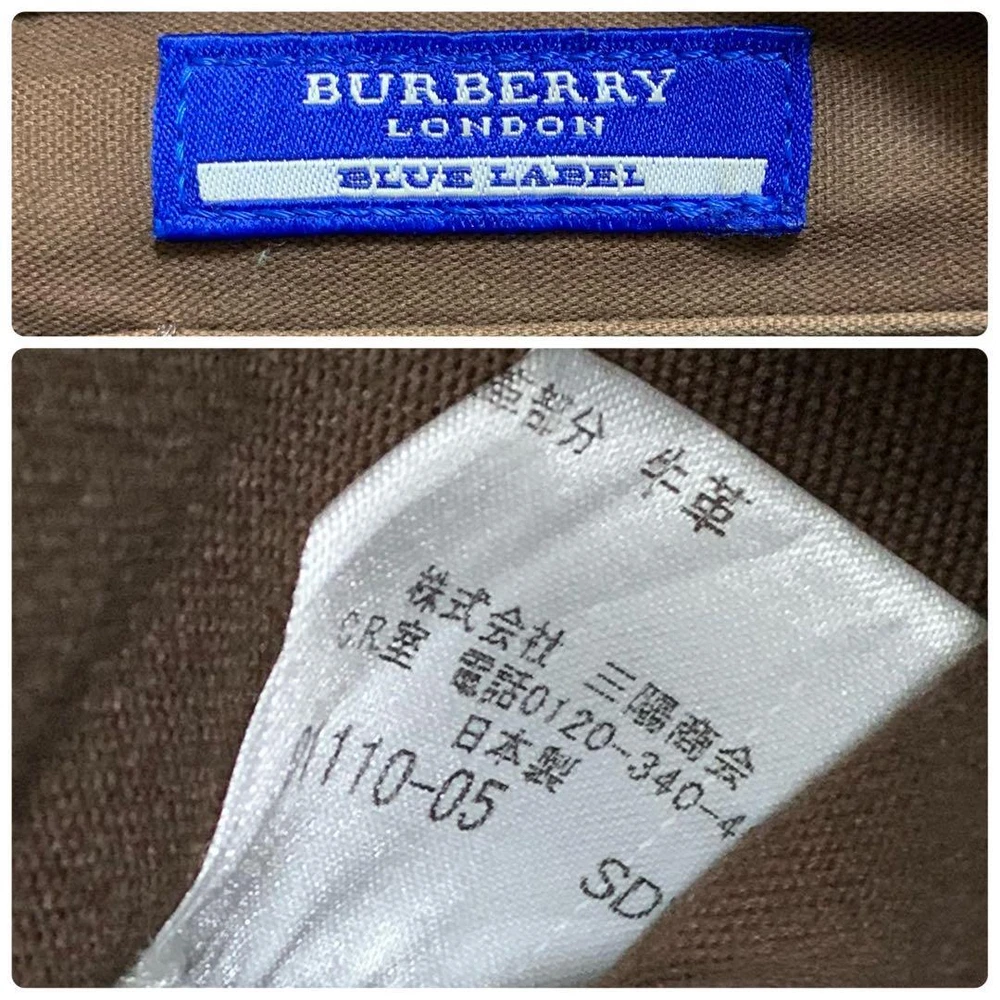 BURBERRY
LONDON
BLUE LABEL
部分 牛革
株式会社 三陽商会
CR室 電話0120-340-4
日本製
110-05
SD